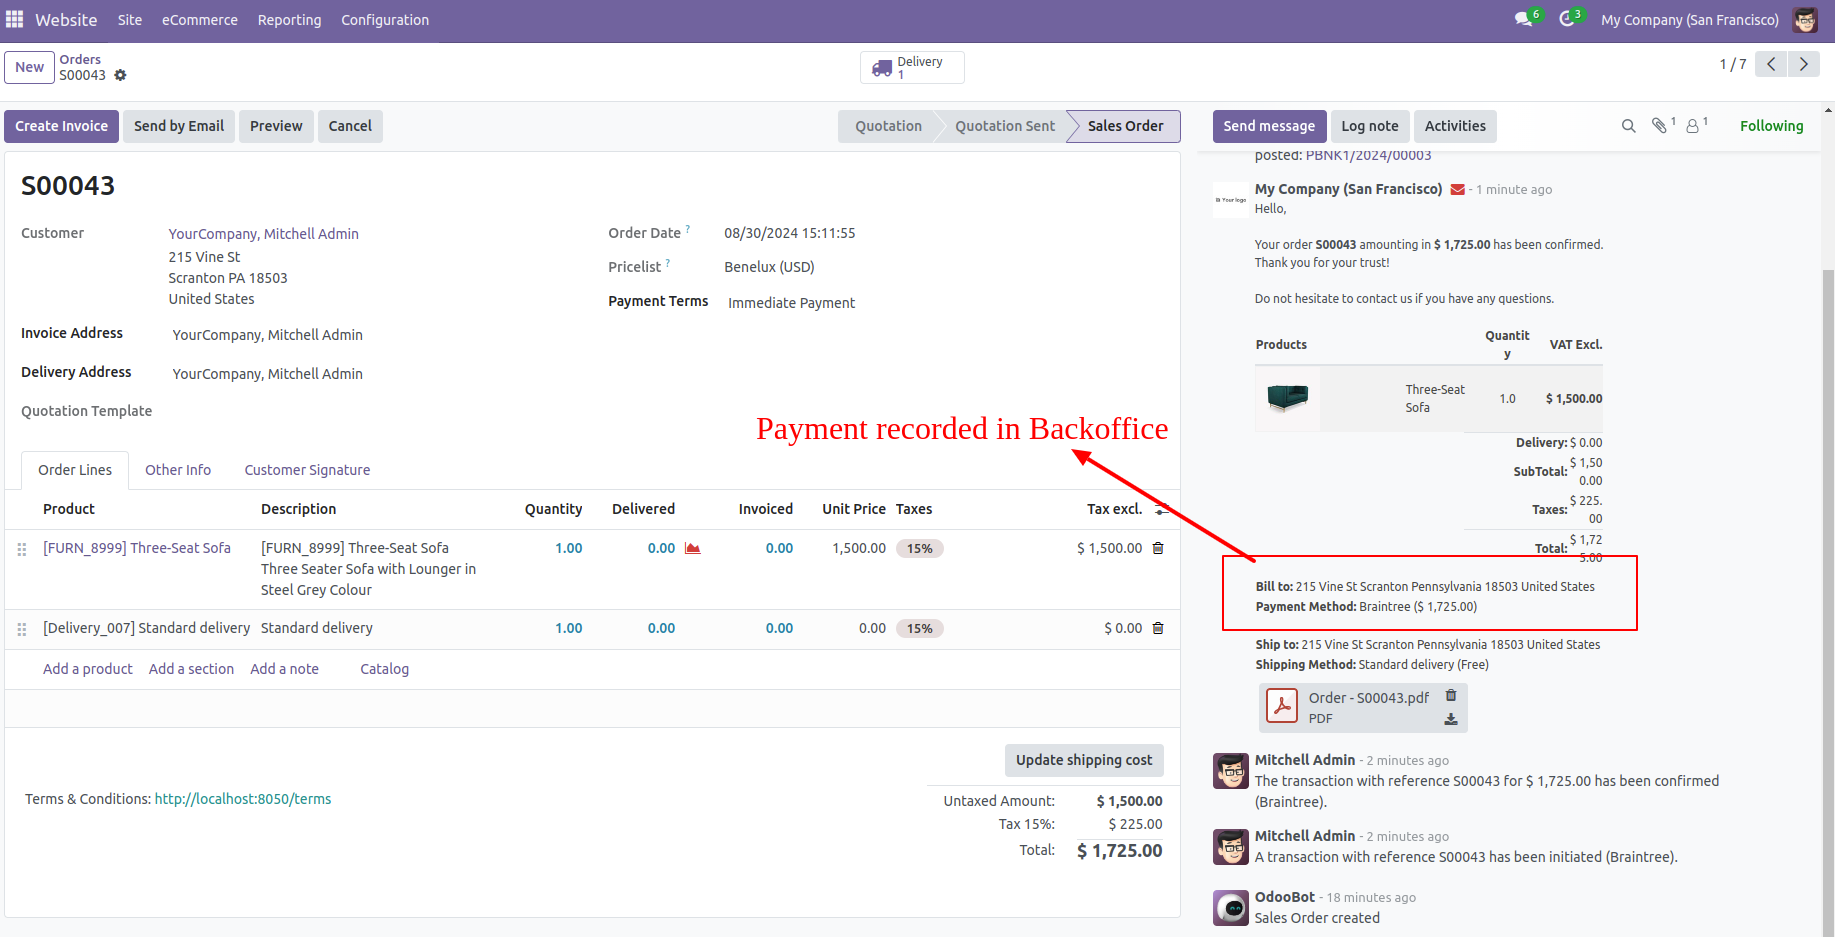 Website Site eCommerce Reporting Configuration 6 3 My Company (San Francisco)
New Orders
S00043
Delivery
1
1 / 7
Create Invoice Send by Email Preview Cancel
Quotation Quotation Sent Sales Order
S00043
Customer YourCompany, Mitchell Admin
215 Vine St
Scranton PA 18503
United States
Invoice Address YourCompany, Mitchell Admin
Delivery Address YourCompany, Mitchell Admin
Quotation Template
Order Date ? 08/30/2024 15:11:55
Pricelist ? Benelux (USD)
Payment Terms Immediate Payment
Payment recorded in Backoffice
Order Lines Other Info Customer Signature
Product Description Quantity Delivered Invoiced Unit Price Taxes Tax excl.
[FURN_8999] Three-Seat Sofa [FURN_8999] Three-Seat Sofa 1.00 0.00 0.00 1,500.00 15% $ 1,500.00
Three Seater Sofa with Lounger in
Steel Grey Colour
[Delivery_007] Standard delivery Standard delivery 1.00 0.00 0.00 0.00 15% $ 0.00
Add a product Add a section Add a note Catalog
Update shipping cost
Terms & Conditions: http://localhost:8050/terms
Untaxed Amount: $ 1,500.00
Tax 15%: $ 225.00
Total: $ 1,725.00
Send message Log note Activities 1 1 Following
posted: PBNK1/2024/00003
Your logo
My Company (San Francisco) - 1 minute ago
Hello,
Your order S00043 amounting in $ 1,725.00 has been confirmed.
Thank you for your trust!
Do not hesitate to contact us if you have any questions.
Products Quantit
y VAT Excl.
Three-Seat
Sofa 1.0 $ 1,500.00
Delivery: $ 0.00
SubTotal: $ 1,50
0.00
Taxes: $ 225.
00
Total: $ 1,72
5.00
Bill to: 215 Vine St Scranton Pennsylvania 18503 United States
Payment Method: Braintree ($ 1,725.00)
Ship to: 215 Vine St Scranton Pennsylvania 18503 United States
Shipping Method: Standard delivery (Free)
Order - S00043.pdf
PDF
Mitchell Admin - 2 minutes ago
The transaction with reference S00043 for $ 1,725.00 has been confirmed
(Braintree).
Mitchell Admin - 2 minutes ago
A transaction with reference S00043 has been initiated (Braintree).
OdooBot - 18 minutes ago
Sales Order created